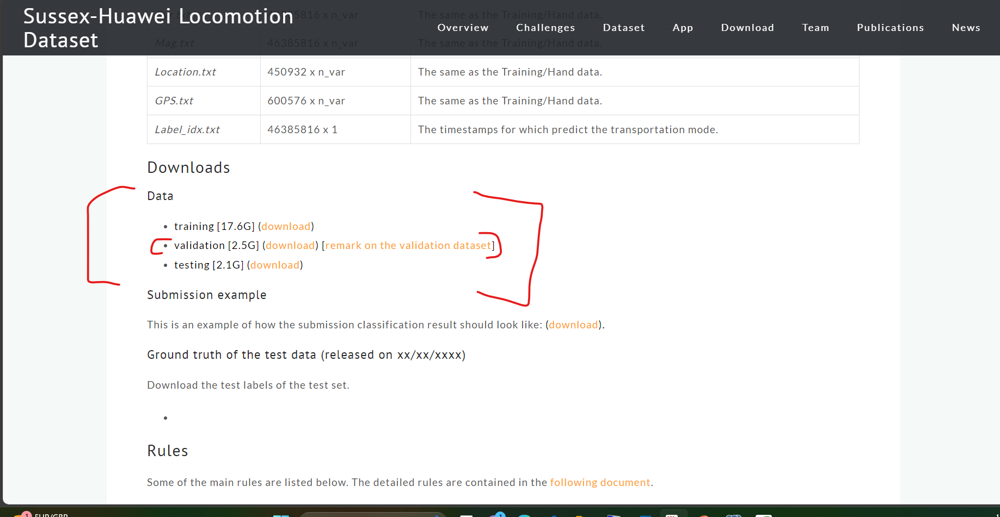 Sussex-Huawei Locomotion
Dataset
Overview Challenges Dataset App Download Team Publications News
46385816 x n_var The same as the Training/Hand data.
Mag.txt 46385816 x n_var The same as the Training/Hand data.
Location.txt 450932 x n_var The same as the Training/Hand data.
GPS.txt 600576 x n_var The same as the Training/Hand data.
Label_idx.txt 46385816 x 1 The timestamps for which predict the transportation mode.
Downloads
Data
• training [17.6G] (download)
• validation [2.5G] (download) [remark on the validation dataset]
• testing [2.1G] (download)
Submission example
This is an example of how the submission classification result should look like: (download).
Ground truth of the test data (released on xx/xx/xxxx)
Download the test labels of the test set.
•
Rules
Some of the main rules are listed below. The detailed rules are contained in the following document.
1 EUR/GBP 1